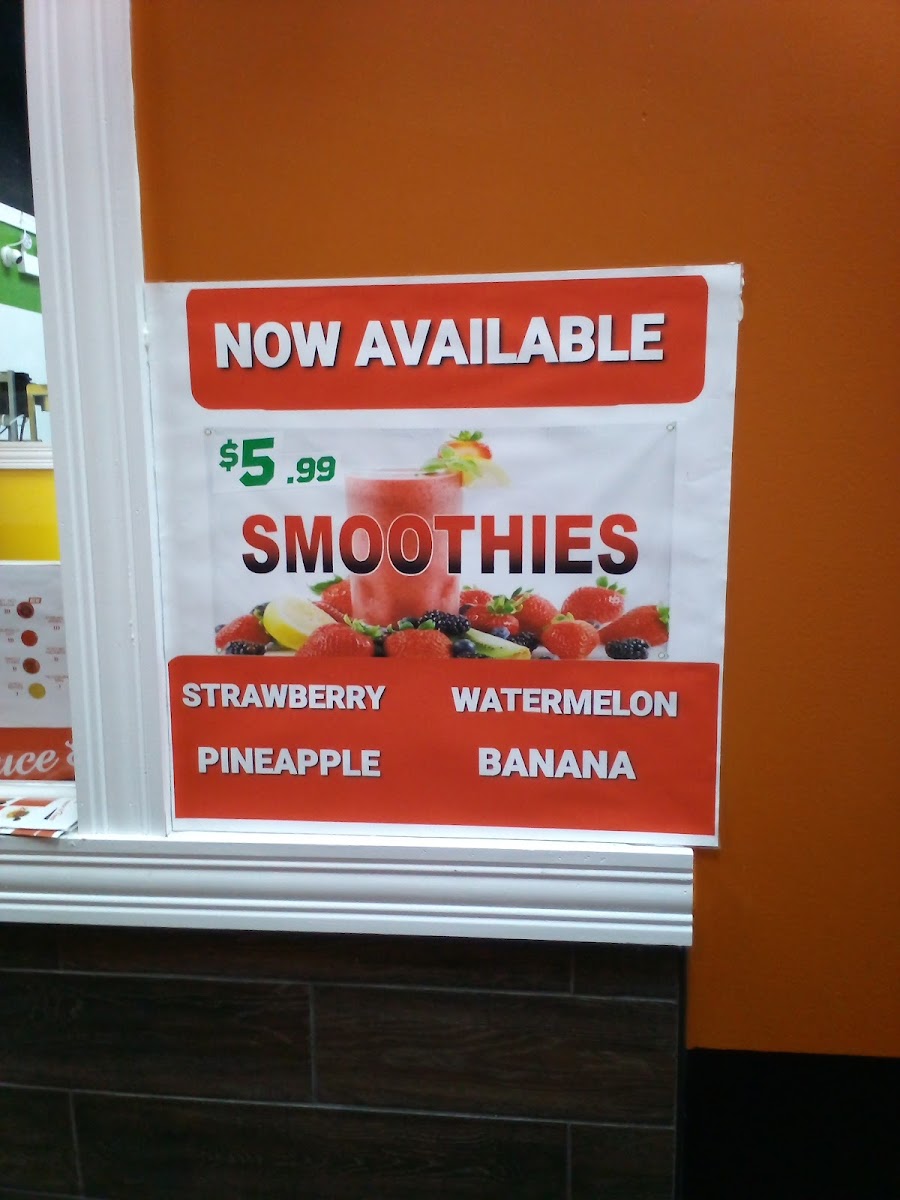 NOW AVAILABLE
$5.99
SMOOTHIES
STRAWBERRY WATERMELON
PINEAPPLE BANANA